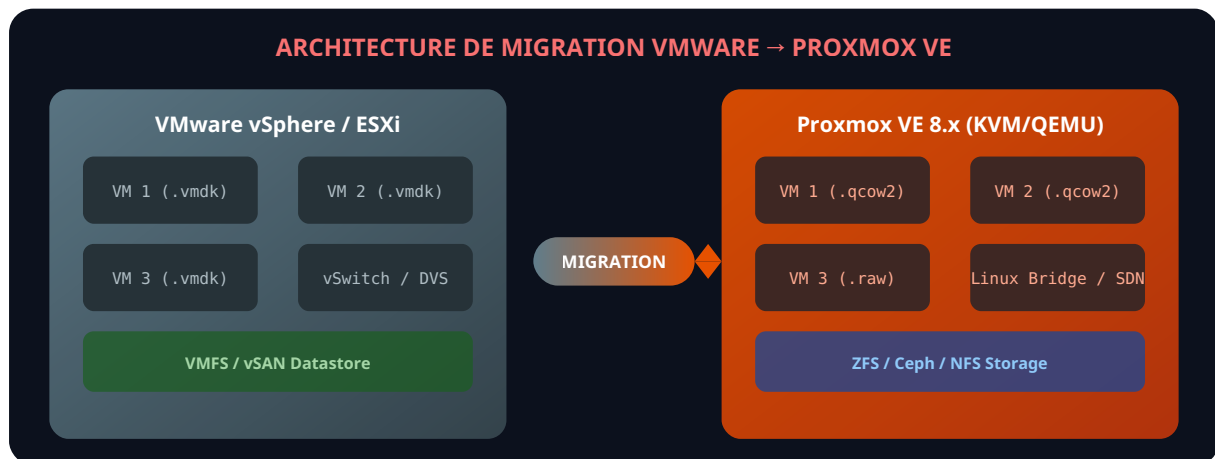 ARCHITECTURE DE MIGRATION VMWARE → PROXMOX VE
VMware vSphere / ESXi
VM 1 (.vmdk)
VM 2 (.vmdk)
VM 3 (.vmdk)
vSwitch / DVS
VMFS / vSAN Datastore
MIGRATION
Proxmox VE 8.x (KVM/QEMU)
VM 1 (.qcow2)
VM 2 (.qcow2)
VM 3 (.raw)
Linux Bridge / SDN
ZFS / Ceph / NFS Storage